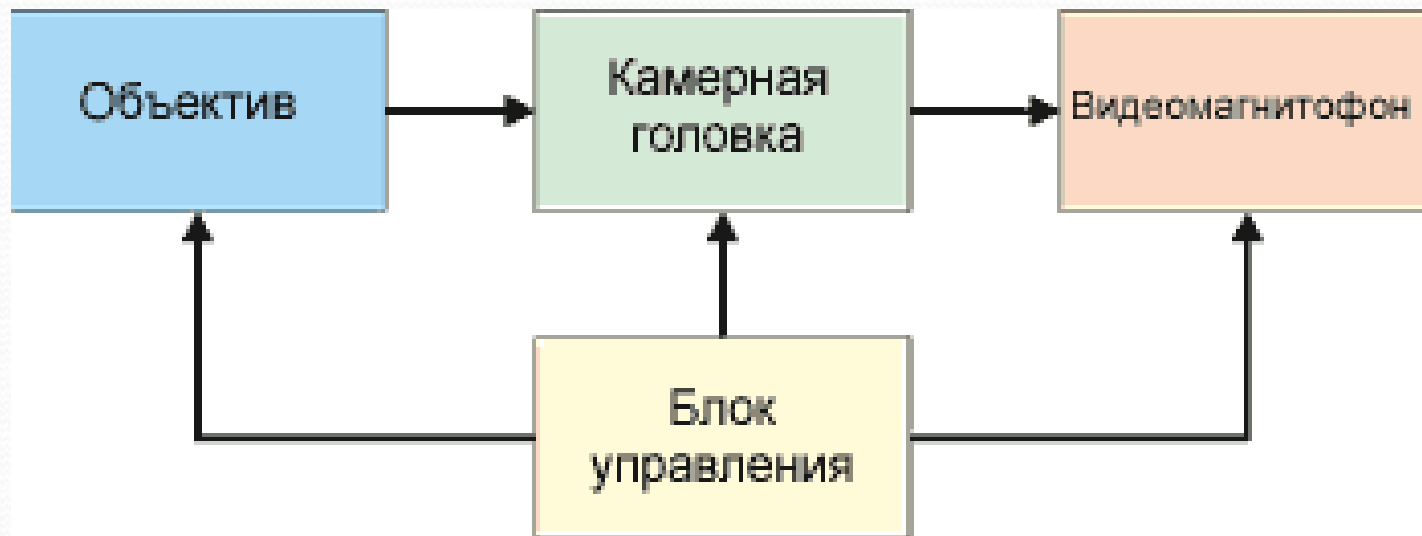 Объектив
Камерная
головка
Видеомагнитофон
Блок
управления